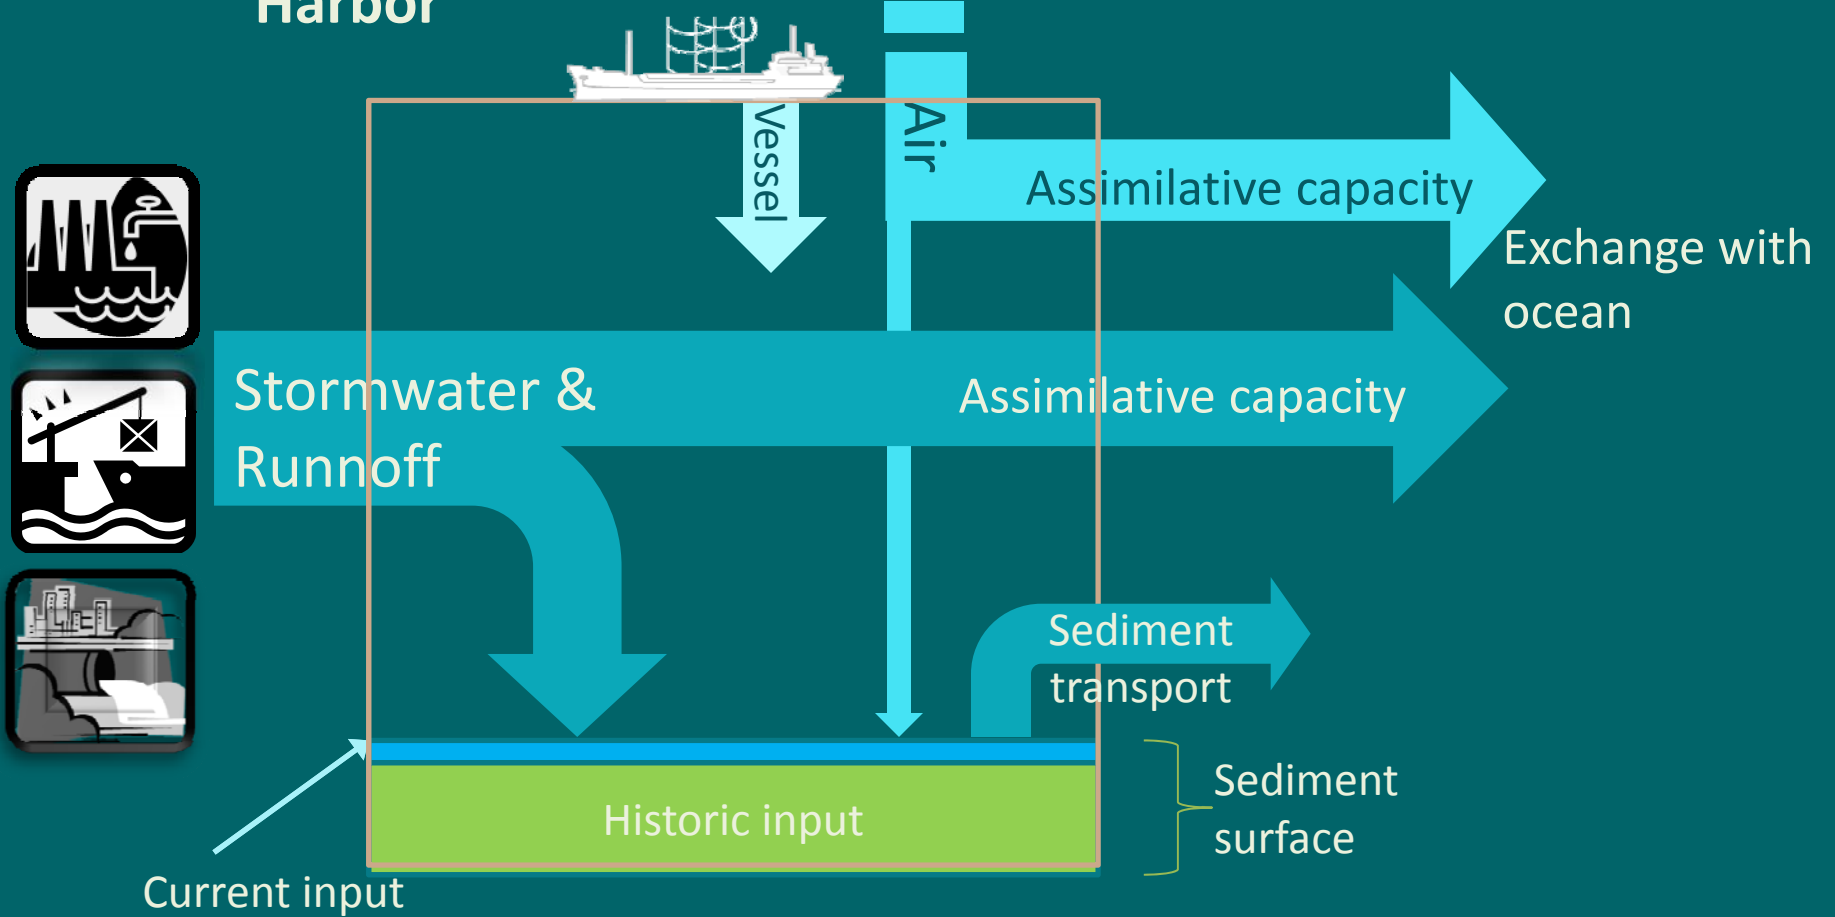 Harbor
Vessel
Air
Assimilative capacity
Exchange with
ocean
Stormwater &
Runnoff
Assimilative capacity
Sediment
transport
Historic input
Sediment
surface
Current input